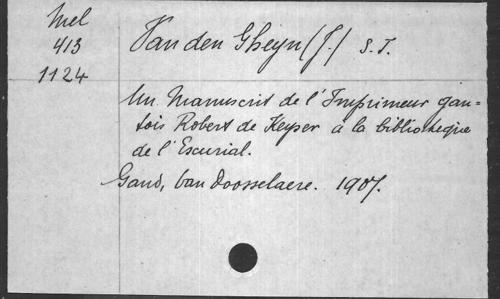 Mel
413
1124
Van den Gheyn (J.) S. J.
Un Manuscrit de l'Imprimeur gan=
tois Robert de Keyser à la bibliothèque
de l'Escurial.
Gand, Van Doosselaere. 1907.